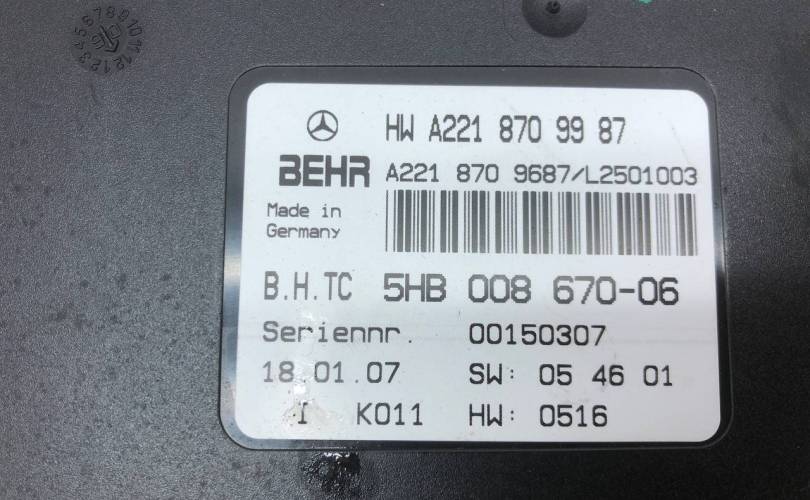 HW A221 870 99 87
BEHR A221 870 9687/L2501003
Made in
Germany
B.H.TC 5HB 008 670-06
Seriennr. 00150307
18.01.07 SW: 05 46 01
I K011 HW: 0516